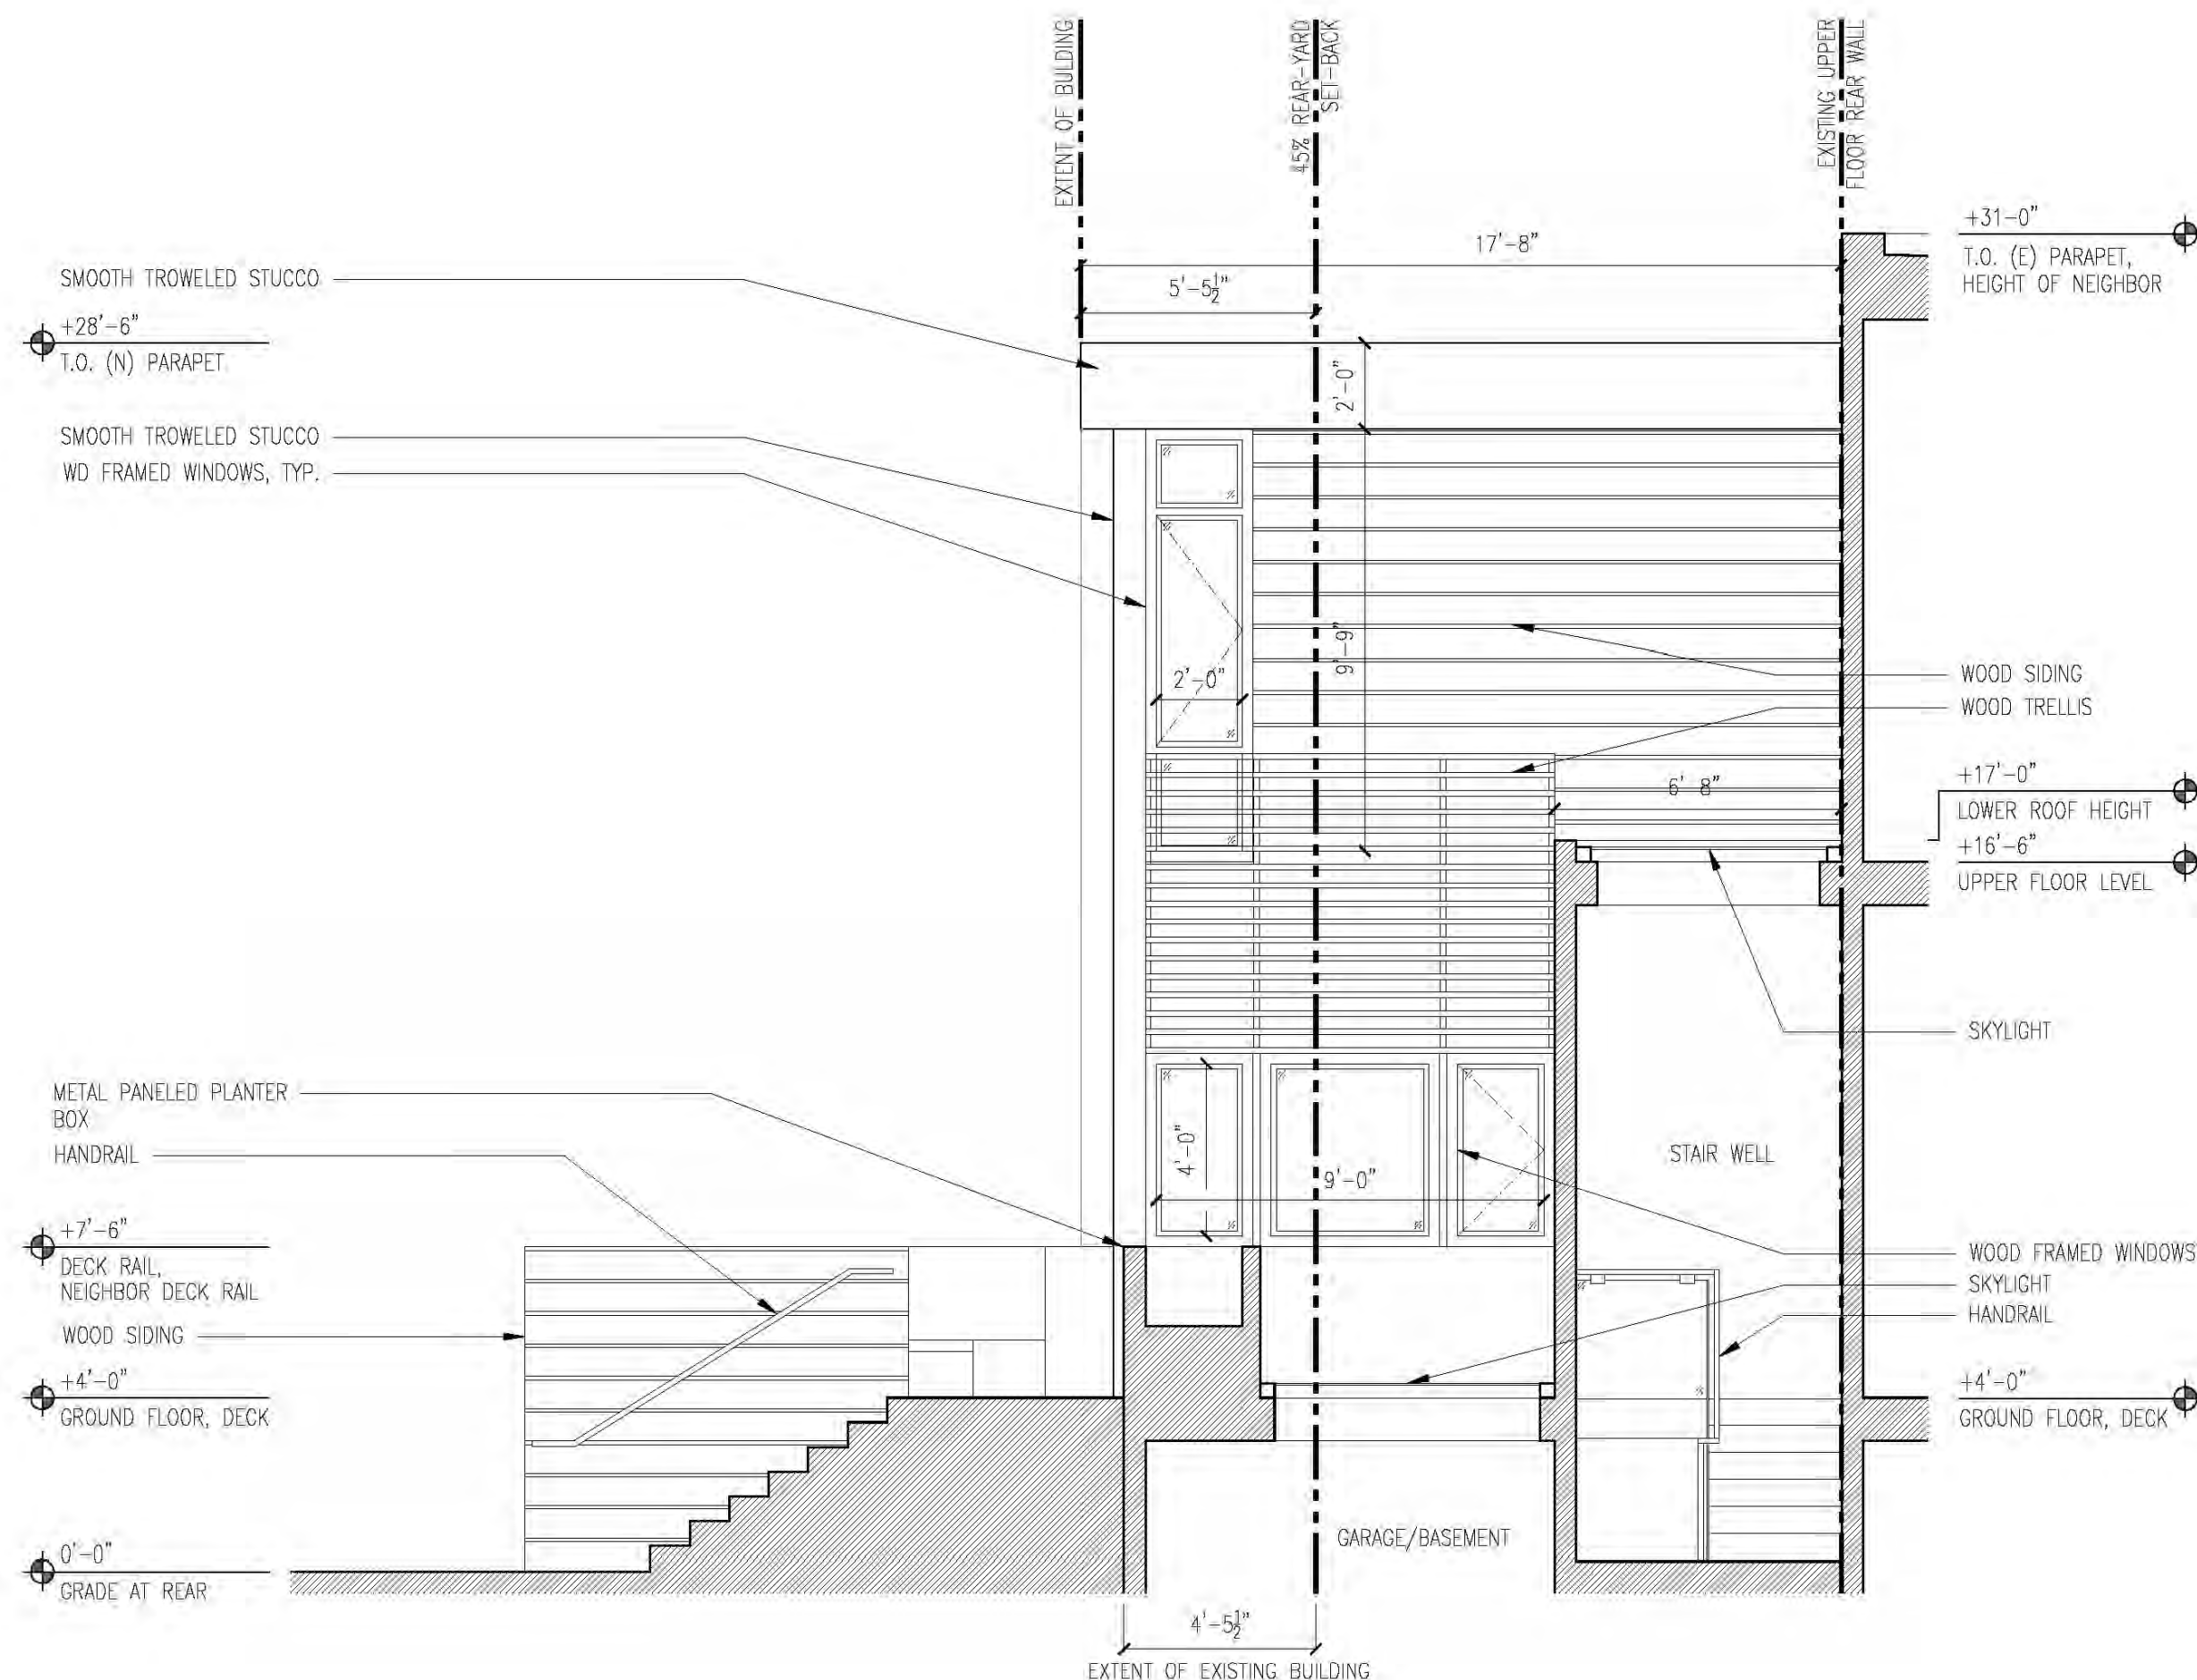 EXTENT OF BULDING
45% REAR-YARD
SET-BACK
EXISTING UPPER
FLOOR REAR WALL
+31-0"
T.O. (E) PARAPET,
HEIGHT OF NEIGHBOR
17'-8"
5'-5½"
SMOOTH TROWELED STUCCO
+28'-6"
T.O. (N) PARAPET
2'-0"
SMOOTH TROWELED STUCCO
WD FRAMED WINDOWS, TYP.
9'-9"
2'-0"
WOOD SIDING
WOOD TRELLIS
6' 8"
+17'-0"
LOWER ROOF HEIGHT
+16'-6"
UPPER FLOOR LEVEL
SKYLIGHT
METAL PANELED PLANTER
BOX
HANDRAIL
4'-0"
9'-0"
STAIR WELL
+7'-6"
DECK RAIL,
NEIGHBOR DECK RAIL
WOOD SIDING
WOOD FRAMED WINDOWS
SKYLIGHT
HANDRAIL
+4'-0"
GROUND FLOOR, DECK
+4'-0"
GROUND FLOOR, DECK
GARAGE/BASEMENT
0'-0"
GRADE AT REAR
4'-5½"
EXTENT OF EXISTING BUILDING